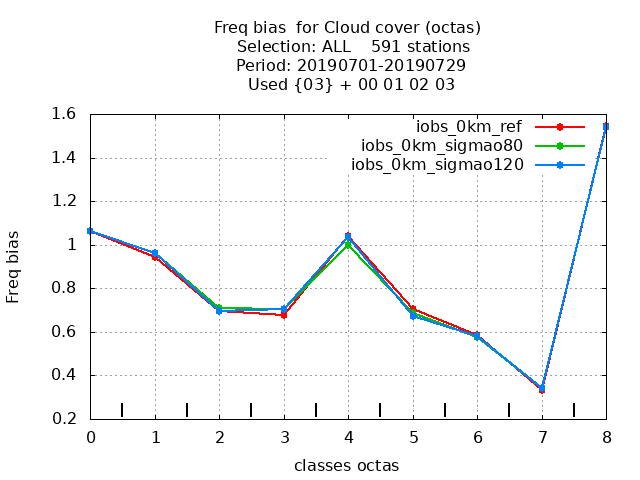 Freq bias  for Cloud cover (octas)
Selection: ALL    591 stations
Period: 20190701-20190729
Used {03} + 00 01 02 03
iobs_0km_ref
iobs_0km_sigmao80
iobs_0km_sigmao120
Freq bias
1.6
1.4
1.2
1
0.8
0.6
0.4
0.2
0 1 2 3 4 5 6 7 8
classes octas